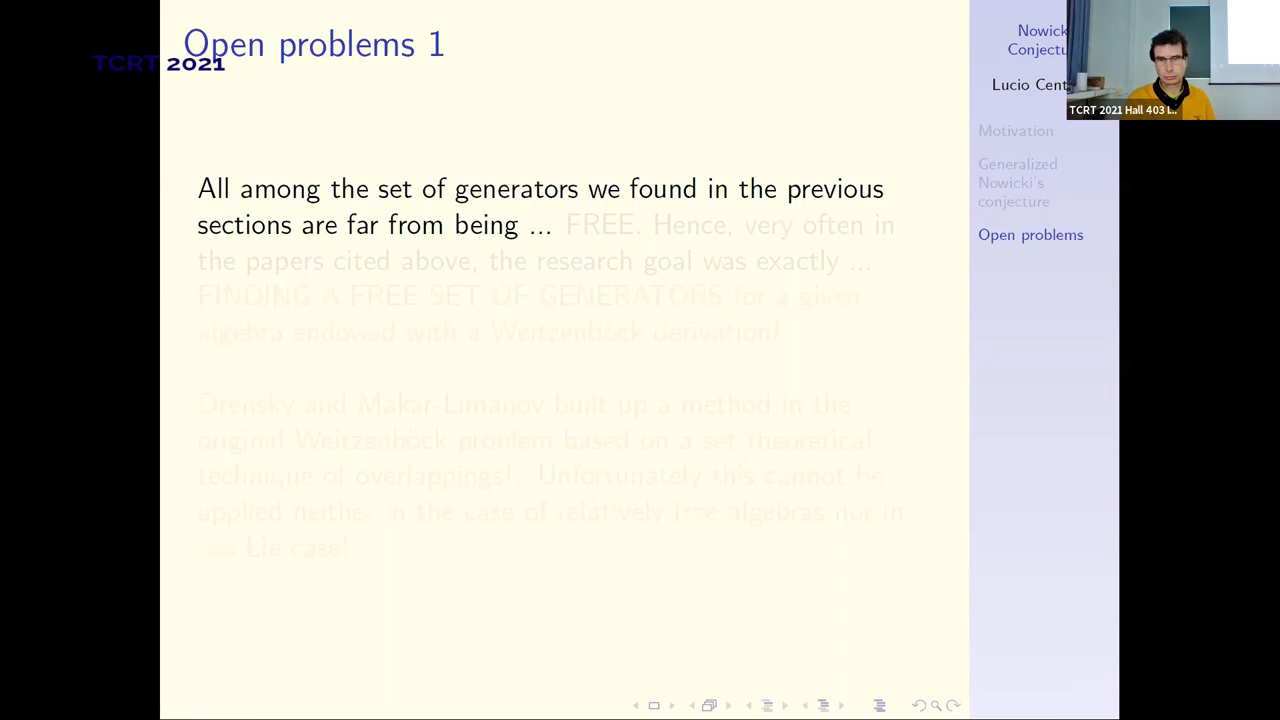 Open problems 1
TCRT 2021
All among the set of generators we found in the previous
sections are far from being ... FREE. Hence, very often in
the papers cited above, the research goal was exactly ...
FINDING A FREE SET OF GENERATORS for a given
algebra endowed with a Weitzenböck derivation!
Drensky and Makar-Limanov built up a method in the
original Weitzenböck problem based on a set theoretical
technique of overlappings!. Unfortunately this cannot be
applied neither in the case of relatively free algebras nor in
the Lie case!
Nowick
Conjectu
Lucio Cent
TCRT 2021 Hall 403 I...
Motivation
Generalized
Nowicki's
conjecture
Open problems